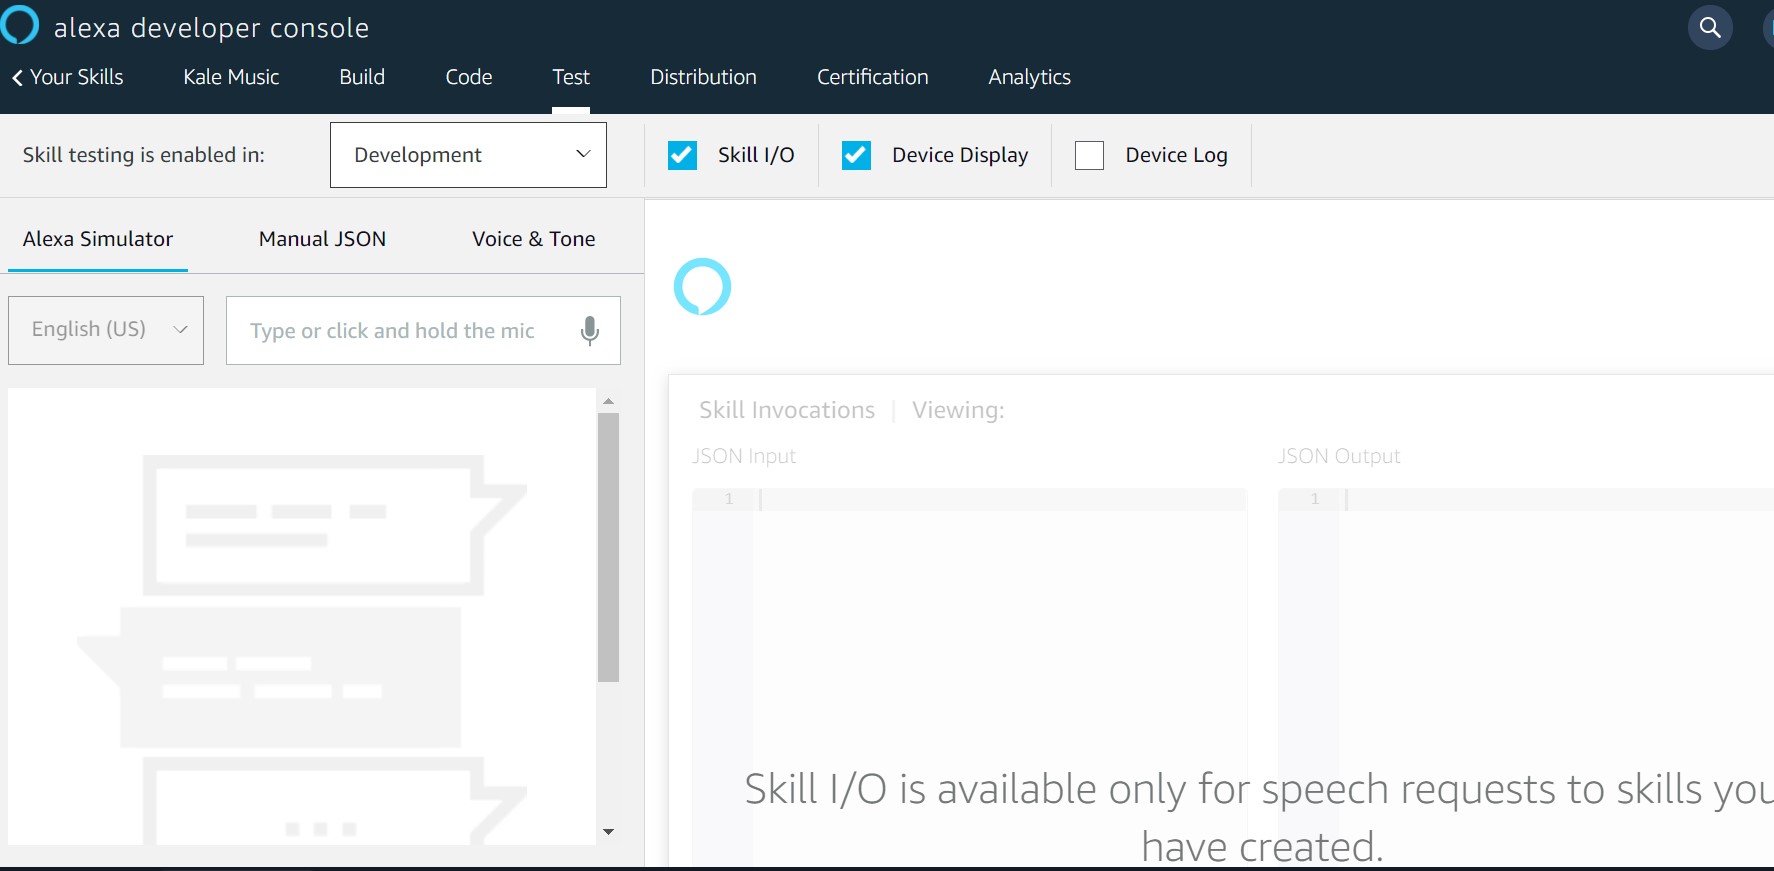 alexa developer console
Your Skills Kale Music Build Code Test Distribution Certification Analytics
Skill testing is enabled in: Development Skill I/O Device Display Device Log
Alexa Simulator Manual JSON Voice & Tone
English (US) Type or click and hold the mic
Skill Invocations | Viewing:
JSON Input JSON Output
1 1
Skill I/O is available only for speech requests to skills you
have created.